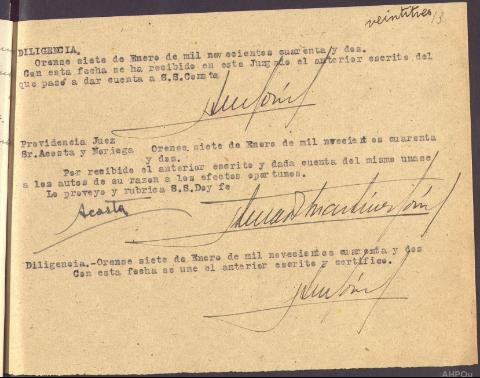 veintitres 13
DILIGENCIA.
Orense siete de Enero de mil novecientos cuarenta y dos.
Con esta fecha se ha recibido en este Juzgado el anterior escrito del
que paso a dar cuenta a S.S.Consta
Providencia Juez
Sr.Acosta y Noriega Orense siete de Enero de mil novecientos cuarenta
y dos.
Por recibido el anterior escrito y dada cuenta del mismo unase
a los autos de su razon a los efectos oportunos.
Lo proveyo y rubrica S.S.Doy fe
Acosta
Martinez
Diligencia.-Orense siete de Enero de mil novecientos cuarenta y dos
Con esta fecha se une el anterior escrito y certifico.
AHPOu